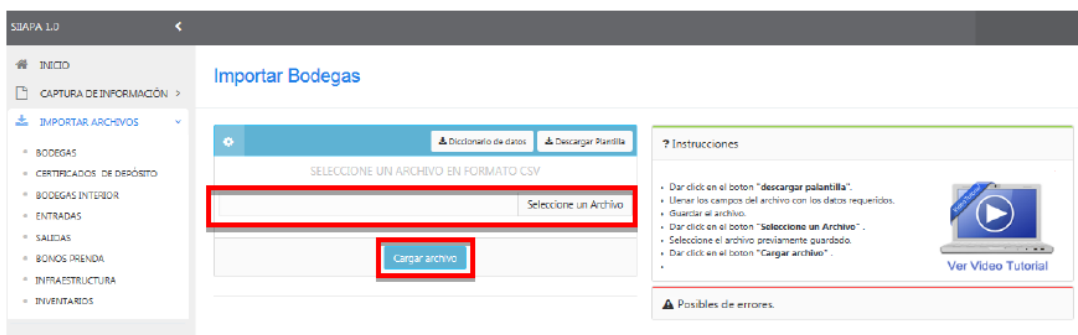 SIIAPA 1.0
INICIO
CAPTURA DE INFORMACIÓN
IMPORTAR ARCHIVOS
BODEGAS
CERTIFICADOS DE DEPÓSITO
BODEGAS INTERIOR
ENTRADAS
SALIDAS
BONOS PRENDA
INFRAESTRUCTURA
INVENTARIOS
Importar Bodegas
Diccionario de datos
Descargar Plantilla
SELECCIONE UN ARCHIVO EN FORMATO CSV
Seleccione un Archivo
Cargar archivo
? Instrucciones
Dar click en el boton "descargar palantilla".
Llenar los campos del archivo con los datos requeridos.
Guardar el archivo.
Dar click en el boton "Seleccione un Archivo" .
Seleccione el archivo previamente guardado.
Dar click en el boton "Cargar archivo" .
Video Tutorial
Ver Video Tutorial
Posibles de errores.